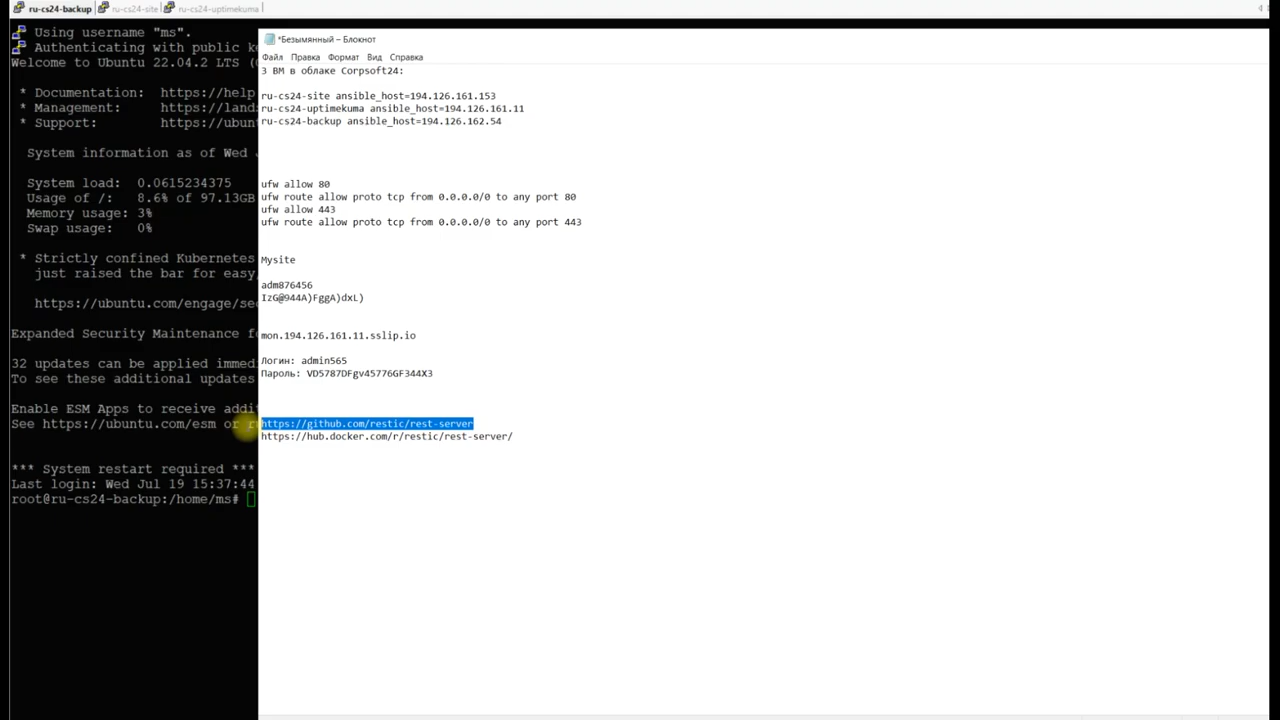 ru-cs24-backup
ru-cs24-site
ru-cs24-uptimekuma
Using username "ms".
Authenticating with public
Welcome to Ubuntu 22.04.2 LTS (
* Documentation: https://help
* Management: https://land
* Support: https://ubun
System information as of Wed
System load: 0.0615234375
Usage of /: 8.6% of 97.13GB
Memory usage: 3%
Swap usage: 0%
* Strictly confined Kubernetes
just raised the bar for easy,
https://ubuntu.com/engage/se
Expanded Security Maintenance
32 updates can be applied immed
To see these additional updates
Enable ESM Apps to receive addi
See https://ubuntu.com/esm or
*** System restart required ***
Last login: Wed Jul 19 15:37:44
root@ru-cs24-backup:/home/ms#
*Безымянный – Блокнот
Файл Правка Формат Вид Справка
3 ВМ в облаке Corpsoft24:
ru-cs24-site ansible_host=194.126.161.153
ru-cs24-uptimekuma ansible_host=194.126.161.11
ru-cs24-backup ansible_host=194.126.162.54
ufw allow 80
ufw route allow proto tcp from 0.0.0.0/0 to any port 80
ufw allow 443
ufw route allow proto tcp from 0.0.0.0/0 to any port 443
Mysite
adm876456
IzG@944A)FggA)dxL)
mon.194.126.161.11.sslip.io
Логин: admin565
Пароль: VD5787DFgv45776GF344X3
https://github.com/restic/rest-server
https://hub.docker.com/r/restic/rest-server/